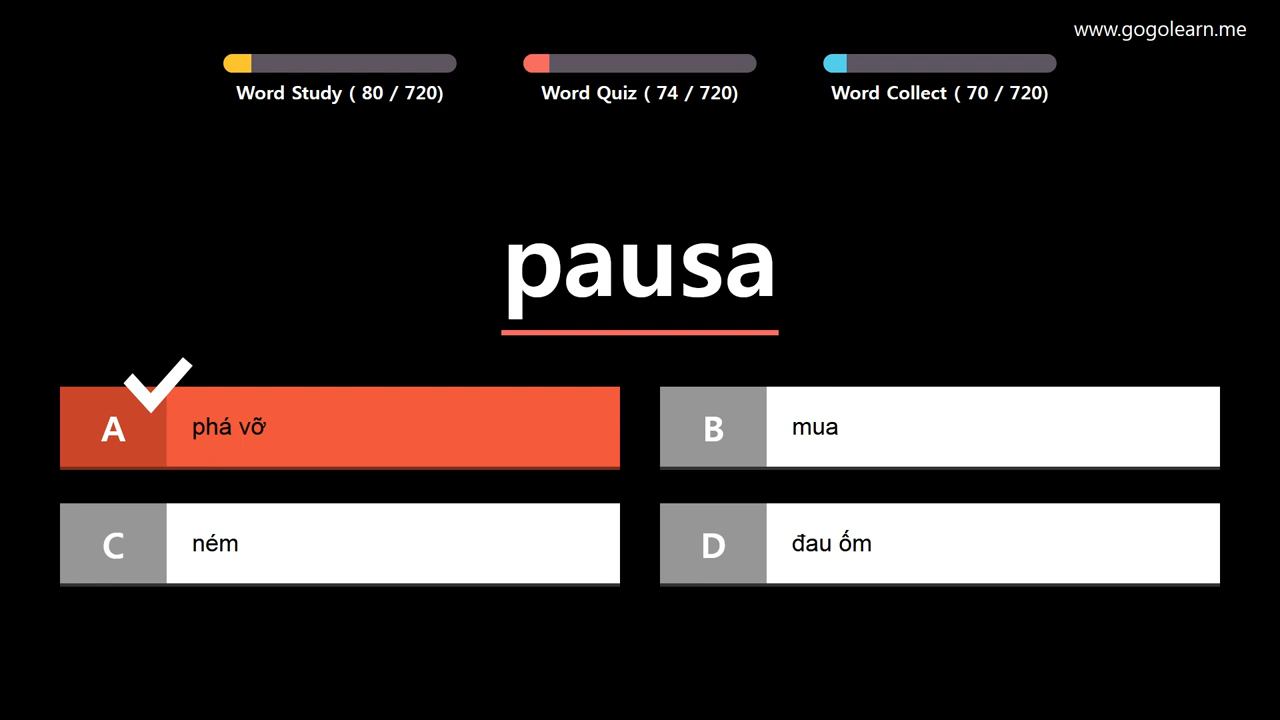 www.gogolearn.me
Word Study ( 80 / 720)
Word Quiz ( 74 / 720)
Word Collect ( 70 / 720)
pausa
A phá vỡ
B mua
C ném
D đau ốm